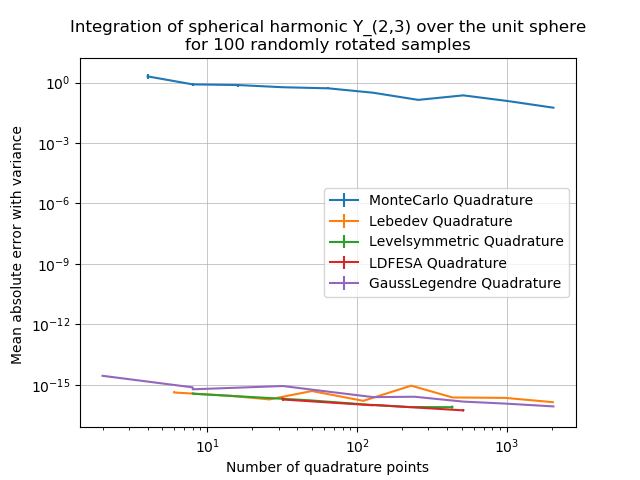 Integration of spherical harmonic Y_(2,3) over the unit sphere
for 100 randomly rotated samples
Mean absolute error with variance
10^0
10^-3
10^-6
10^-9
10^-12
10^-15
MonteCarlo Quadrature
Lebedev Quadrature
Levelsymmetric Quadrature
LDFESA Quadrature
GaussLegendre Quadrature
10^1 10^2 10^3
Number of quadrature points